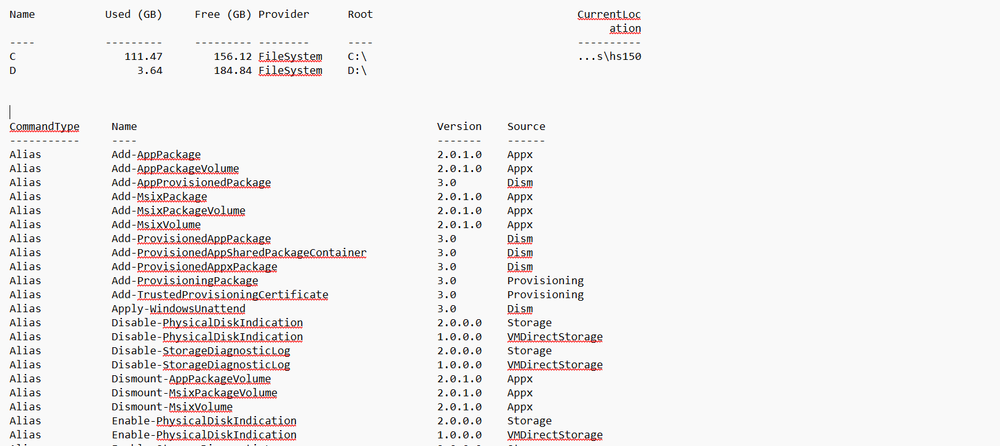 Name Used (GB) Free (GB) Provider Root CurrentLoc
ation
---- --------- --------- -------- ---- ----------
C 111.47 156.12 FileSystem C:\ ...s\hs150
D 3.64 184.84 FileSystem D:\
CommandType Name Version Source
----------- ---- ------- ------
Alias Add-AppPackage 2.0.1.0 Appx
Alias Add-AppPackageVolume 2.0.1.0 Appx
Alias Add-AppProvisionedPackage 3.0 Dism
Alias Add-MsixPackage 2.0.1.0 Appx
Alias Add-MsixPackageVolume 2.0.1.0 Appx
Alias Add-MsixVolume 2.0.1.0 Appx
Alias Add-ProvisionedAppPackage 3.0 Dism
Alias Add-ProvisionedAppSharedPackageContainer 3.0 Dism
Alias Add-ProvisionedAppxPackage 3.0 Dism
Alias Add-ProvisioningPackage 3.0 Provisioning
Alias Add-TrustedProvisioningCertificate 3.0 Provisioning
Alias Apply-WindowsUnattend 3.0 Dism
Alias Disable-PhysicalDiskIndication 2.0.0.0 Storage
Alias Disable-PhysicalDiskIndication 1.0.0.0 VMDirectStorage
Alias Disable-StorageDiagnosticLog 2.0.0.0 Storage
Alias Disable-StorageDiagnosticLog 1.0.0.0 VMDirectStorage
Alias Dismount-AppPackageVolume 2.0.1.0 Appx
Alias Dismount-MsixPackageVolume 2.0.1.0 Appx
Alias Dismount-MsixVolume 2.0.1.0 Appx
Alias Enable-PhysicalDiskIndication 2.0.0.0 Storage
Alias Enable-PhysicalDiskIndication 1.0.0.0 VMDirectStorage